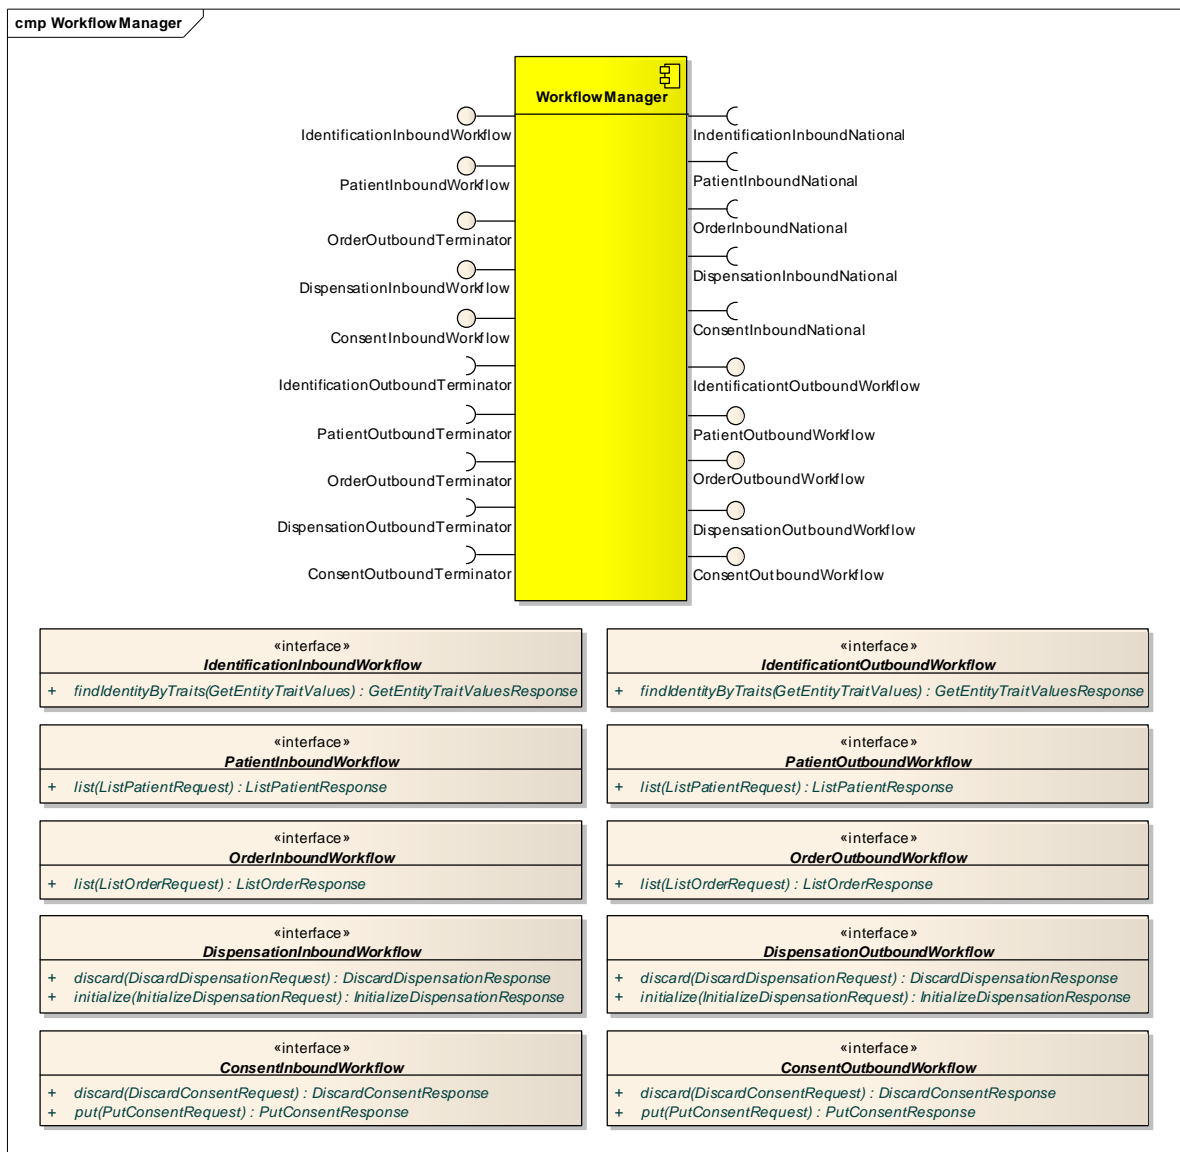 cmp WorkflowManager
WorkflowManager
IdentificationInboundWorkflow
PatientInboundWorkflow
OrderOutboundTerminator
DispensationInboundWorkflow
ConsentInboundWorkflow
IdentificationOutboundTerminator
PatientOutboundTerminator
OrderOutboundTerminator
DispensationOutboundTerminator
ConsentOutboundTerminator
IndentificationInboundNational
PatientInboundNational
OrderInboundNational
DispensationInboundNational
ConsentInboundNational
IdentificationtOutboundWorkflow
PatientOutboundWorkflow
OrderOutboundWorkflow
DispensationOutboundWorkflow
ConsentOutboundWorkflow
«interface»
IdentificationInboundWorkflow
+ findIdentityByTraits(GetEntityTraitValues) : GetEntityTraitValuesResponse
«interface»
IdentificationtOutboundWorkflow
+ findIdentityByTraits(GetEntityTraitValues) : GetEntityTraitValuesResponse
«interface»
PatientInboundWorkflow
+ list(ListPatientRequest) : ListPatientResponse
«interface»
PatientOutboundWorkflow
+ list(ListPatientRequest) : ListPatientResponse
«interface»
OrderInboundWorkflow
+ list(ListOrderRequest) : ListOrderResponse
«interface»
OrderOutboundWorkflow
+ list(ListOrderRequest) : ListOrderResponse
«interface»
DispensationInboundWorkflow
+ discard(DiscardDispensationRequest) : DiscardDispensationResponse
+ initialize(InitializeDispensationRequest) : InitializeDispensationResponse
«interface»
DispensationOutboundWorkflow
+ discard(DiscardDispensationRequest) : DiscardDispensationResponse
+ initialize(InitializeDispensationRequest) : InitializeDispensationResponse
«interface»
ConsentInboundWorkflow
+ discard(DiscardConsentRequest) : DiscardConsentResponse
+ put(PutConsentRequest) : PutConsentResponse
«interface»
ConsentOutboundWorkflow
+ discard(DiscardConsentRequest) : DiscardConsentResponse
+ put(PutConsentRequest) : PutConsentResponse